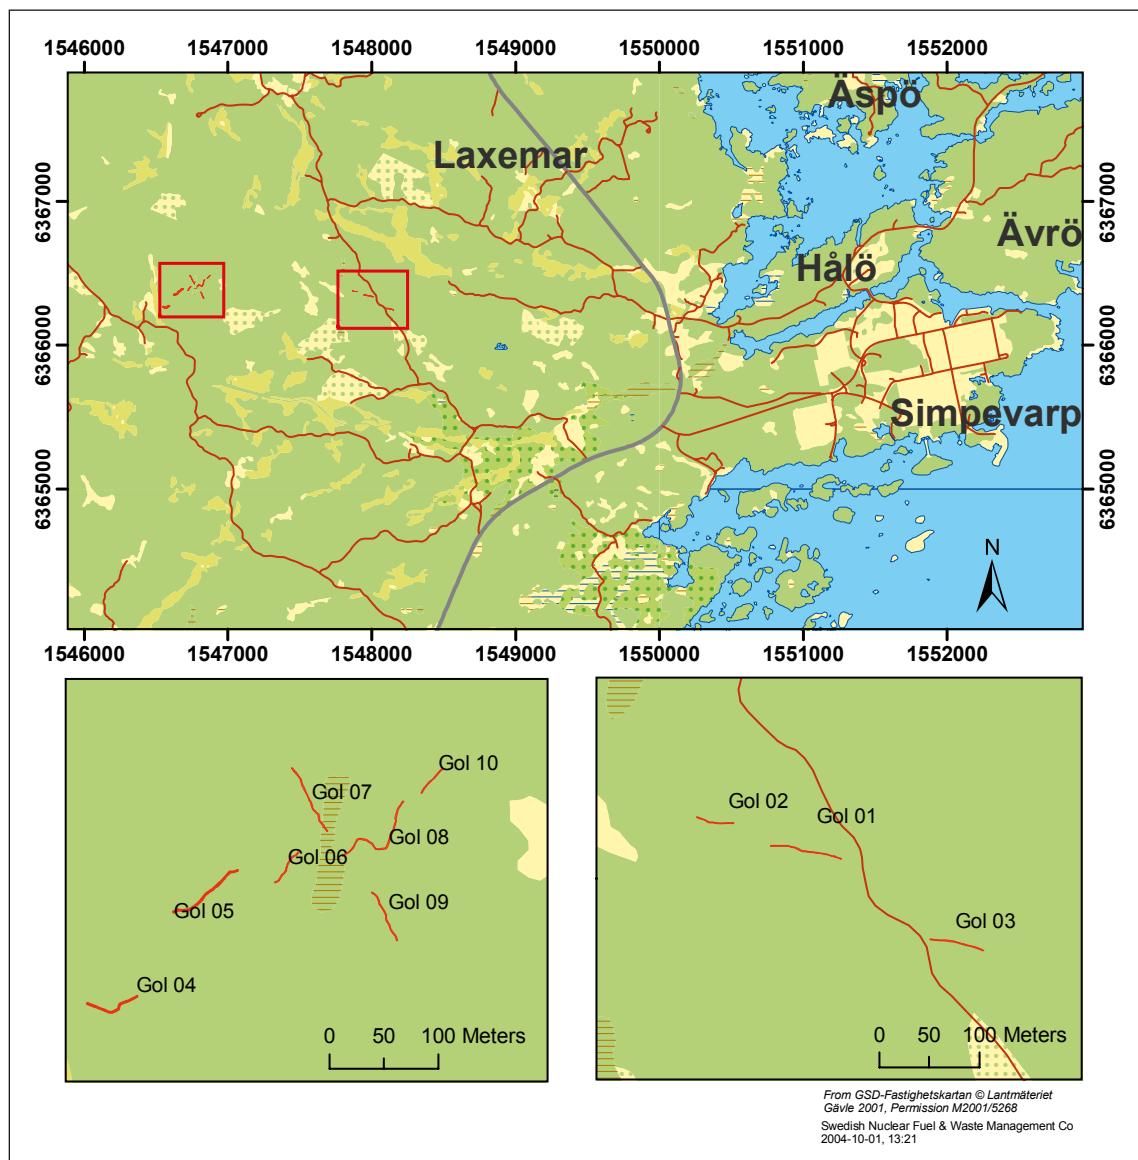 1546000 1547000 1548000 1549000 1550000 1551000 1552000
Äspö
Laxemar
6367000
6367000
Ävrö
Hålö
6366000
6366000
Simpevarp
6365000
6365000
N
1546000 1547000 1548000 1549000 1550000 1551000 1552000
Gol 10
Gol 07
Gol 08
Gol 06
Gol 09
Gol 05
Gol 04
0 50 100 Meters
Gol 02
Gol 01
Gol 03
0 50 100 Meters
From GSD-Fastighetskartan © Lantmäteriet
Gävle 2001, Permission M2001/5268
Swedish Nuclear Fuel & Waste Management Co
2004-10-01, 13:21